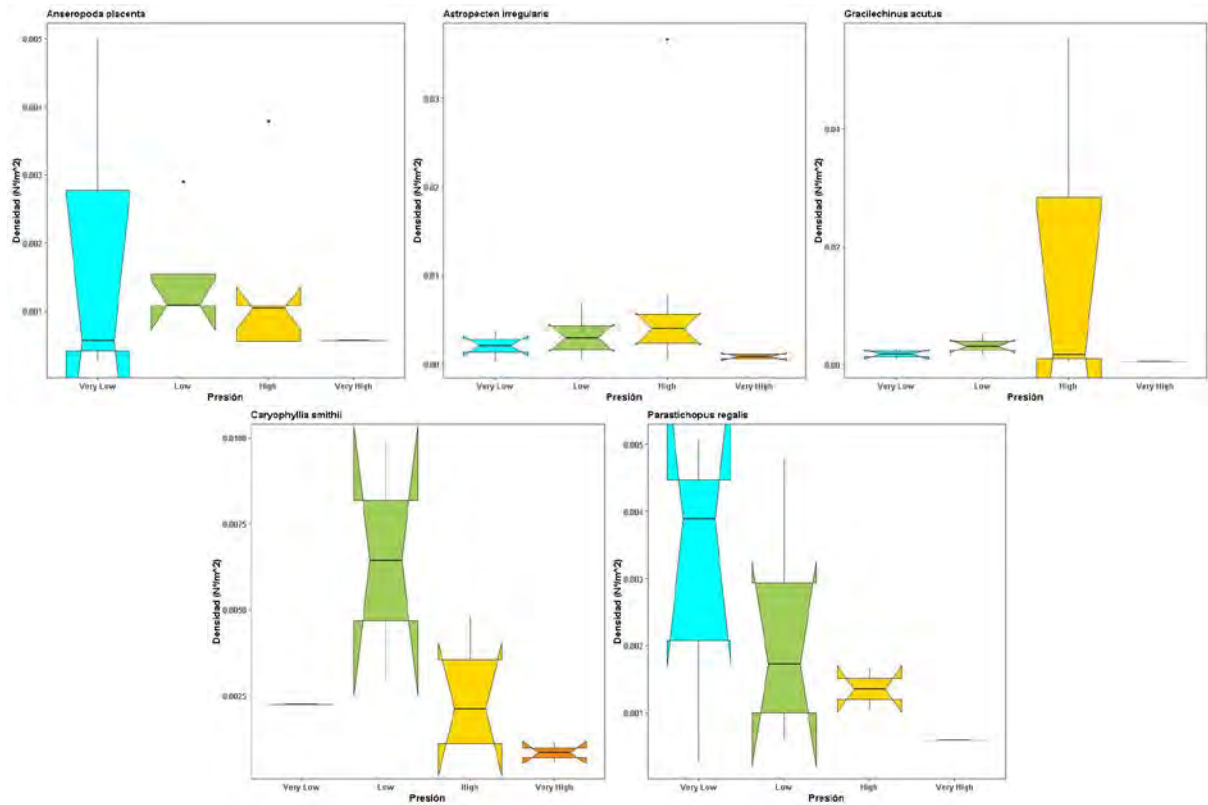 Anseropoda placenta
Densidad (N°/m^2)
0.005
0.004
0.003
0.002
0.001
Very Low Low High Very High
Presión
Astropecten irregularis
Densidad (N°/m^2)
0.03
0.02
0.01
0.00
Very Low Low High Very High
Presión
Gracilechinus acutus
Densidad (N°/m^2)
0.04
0.02
0.00
Very Low Low High Very High
Presión
Caryophyllia smithii
Densidad (N°/m^2)
0.0100
0.0075
0.0050
0.0025
Very Low Low High Very High
Presión
Parastichopus regalis
Densidad (N°/m^2)
0.005
0.004
0.003
0.002
0.001
Very Low Low High Very High
Presión